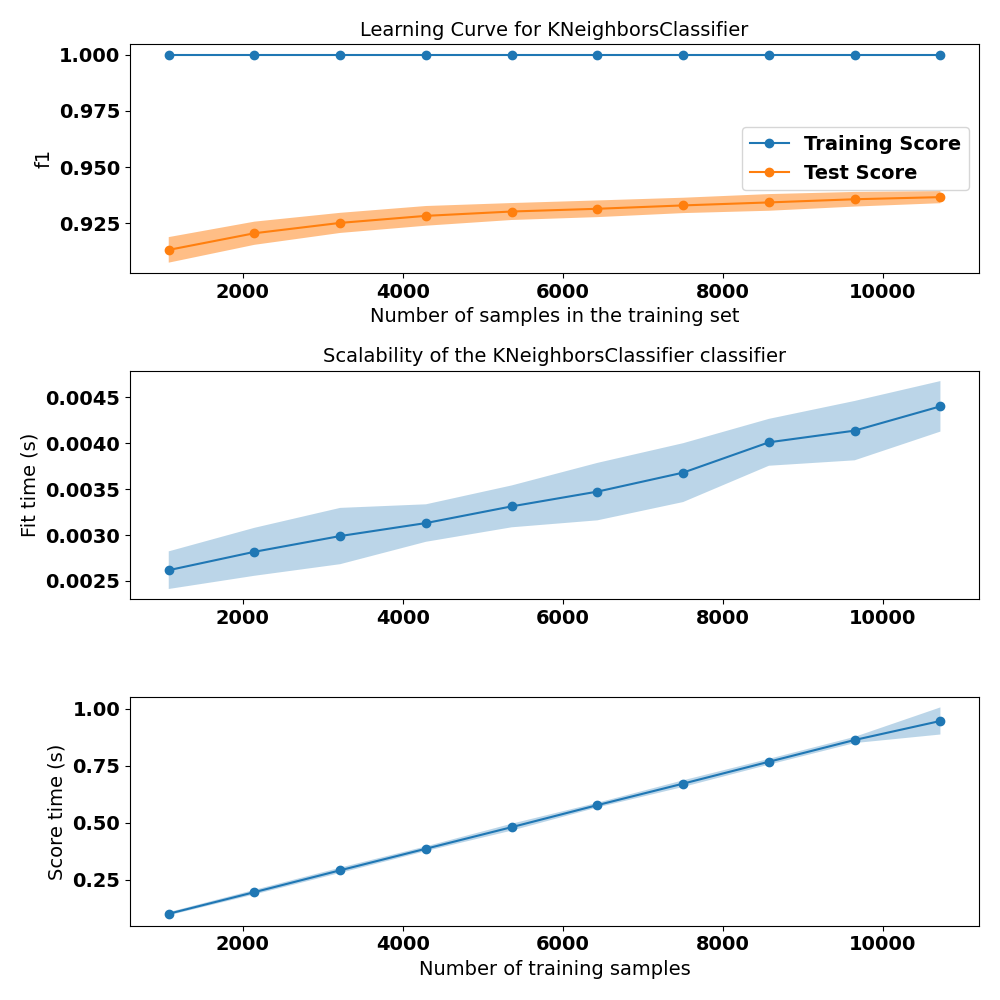 Learning Curve for KNeighborsClassifier
1.000
0.975
0.950
0.925
f1
Training Score
Test Score
2000 4000 6000 8000 10000
Number of samples in the training set
Scalability of the KNeighborsClassifier classifier
0.0045
0.0040
0.0035
0.0030
0.0025
Fit time (s)
2000 4000 6000 8000 10000
1.00
0.75
0.50
0.25
Score time (s)
2000 4000 6000 8000 10000
Number of training samples